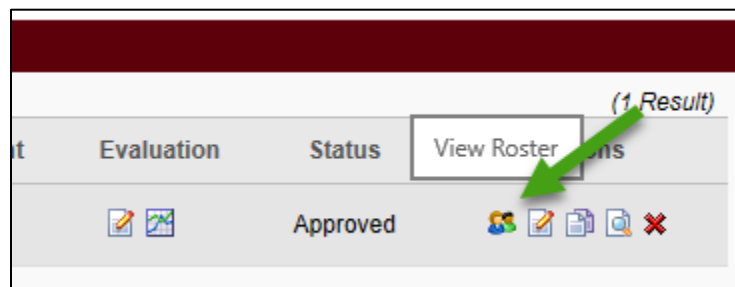 (1 Result)
nt Evaluation Status View Roster ons
Approved